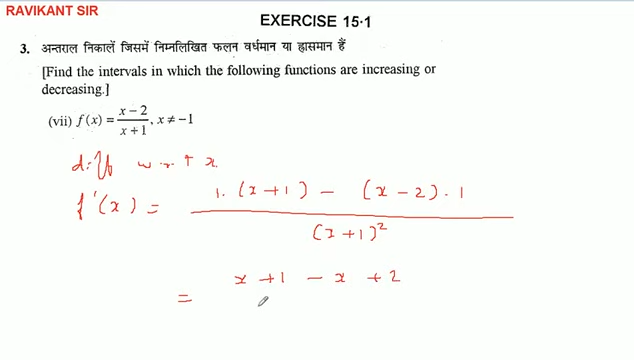 RAVIKANT SIR
EXERCISE 15·1
3. अन्तराल निकालें जिसमें निम्नलिखित फलन वर्धमान या ह्रासमान हैं
[Find the intervals in which the following functions are increasing or
decreasing.]
(vii) f(x) = (x − 2)/(x + 1), x ≠ −1
diff w r t x.
f'(x) = (1·(x+1) − (x−2)·1)/(x+1)²
= x + 1 − x + 2